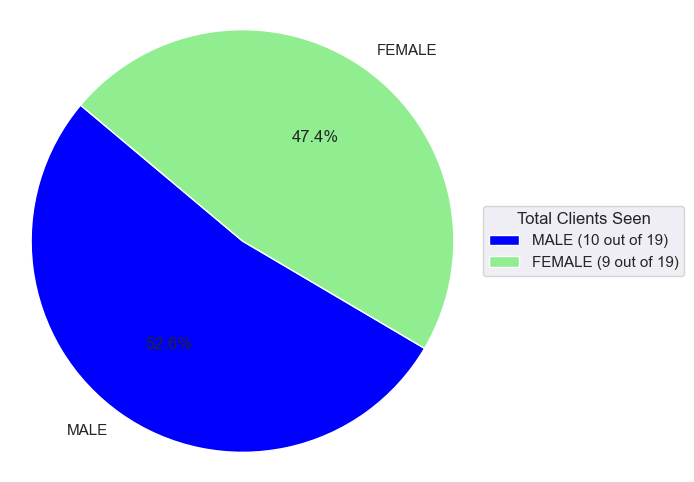 FEMALE
47.4%
Total Clients Seen
MALE (10 out of 19)
FEMALE (9 out of 19)
52.6%
MALE